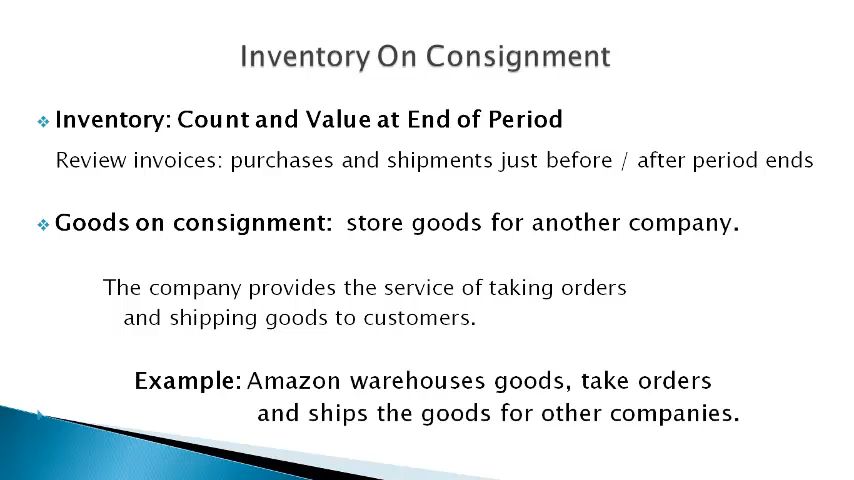 Inventory On Consignment
Inventory: Count and Value at End of Period
Review invoices: purchases and shipments just before / after period ends
Goods on consignment: store goods for another company.
The company provides the service of taking orders
and shipping goods to customers.
Example: Amazon warehouses goods, take orders
and ships the goods for other companies.